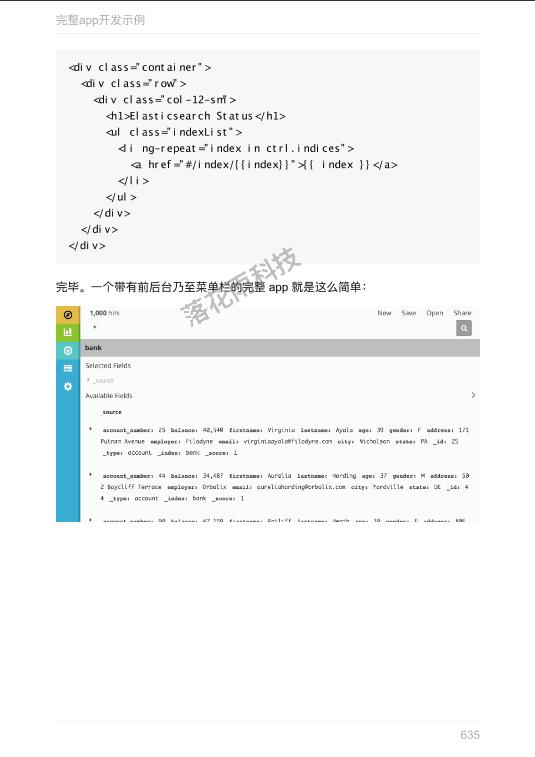 完整app开发示例
<div class="container">
<div class="row">
<div class="col-12-sm">
<h1>Elasticsearch Status</h1>
<ul class="indexList">
<li ng-repeat="index in ctrl.indices">
<a href="#/index/{{index}}">{{ index }}</a>
</li>
</ul>
</div>
</div>
</div>
完毕。一个带有前后台乃至菜单栏的完整 app 就是这么简单：
落花雨科技
1,000 hits New Save Open Share
*
bank
Selected Fields
? _source
Available Fields
_source
account_number: 25 balance: 40,540 firstname: Virginia lastname: Ayala age: 39 gender: F address: 171
Putnam Avenue employer: Filodyne email: virginiaayala@filodyne.com city: Nicholson state: PA _id: 25
_type: account _index: bank _score: 1
account_number: 44 balance: 34,487 firstname: Aurelia lastname: Harding age: 37 gender: M address: 50
2 Baycliff Terrace employer: Orbalix email: aureliaharding@orbalix.com city: Yardville state: DE _id: 4
4 _type: account _index: bank _score: 1
635